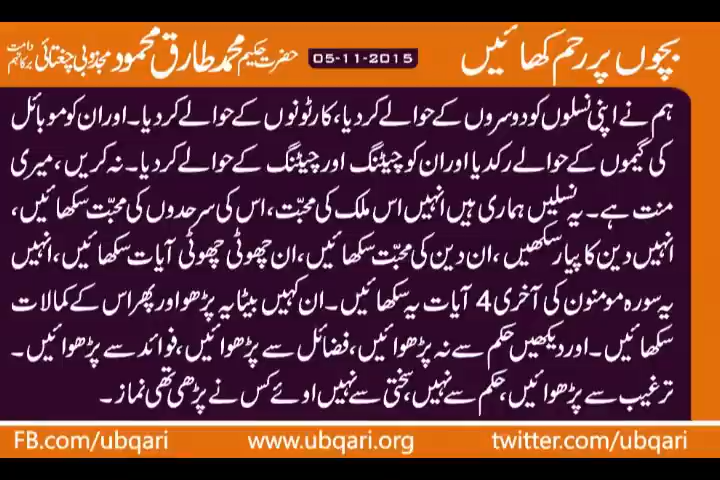 بچوں پر رحم کھائیں
05-11-2015
حضرت حکیم محمد طارق محمود مجذوبی چغتائی دامت برکاتہم
ہم نے اپنی نسلوں کو دوسروں کے حوالے کر دیا، کارٹونوں کے حوالے کر دیا۔ اور ان کو موبائل
کی گیموں کے حوالے رکدیا اور ان کو چیٹنگ اور چیٹنگ کے حوالے کر دیا۔ نہ کریں، میری
منت ہے۔ یہ نسلیں ہماری ہیں انہیں اس ملک کی محبت، اس کی سرحدوں کی محبت سکھائیں،
انہیں دین کا پیار سکھیں، ان دین کی محبت سکھائیں، ان چھوٹی چھوٹی آیات سکھائیں، انہیں
یہ سورہ مومنون کی آخری 4 آیات یہ سکھائیں۔ ان کہیں بیٹا یہ پڑھو اور پھر اس کے کمالات
سکھائیں۔ اور دیکھیں حکم سے نہ پڑھوائیں، فضائل سے پڑھوائیں، فوائد سے پڑھوائیں۔
ترغیب سے پڑھوائیں، حکم سے نہیں، سختی سے نہیں اوئے کس نے پڑھی تھی نماز۔
FB.com/ubqari www.ubqari.org twitter.com/ubqari